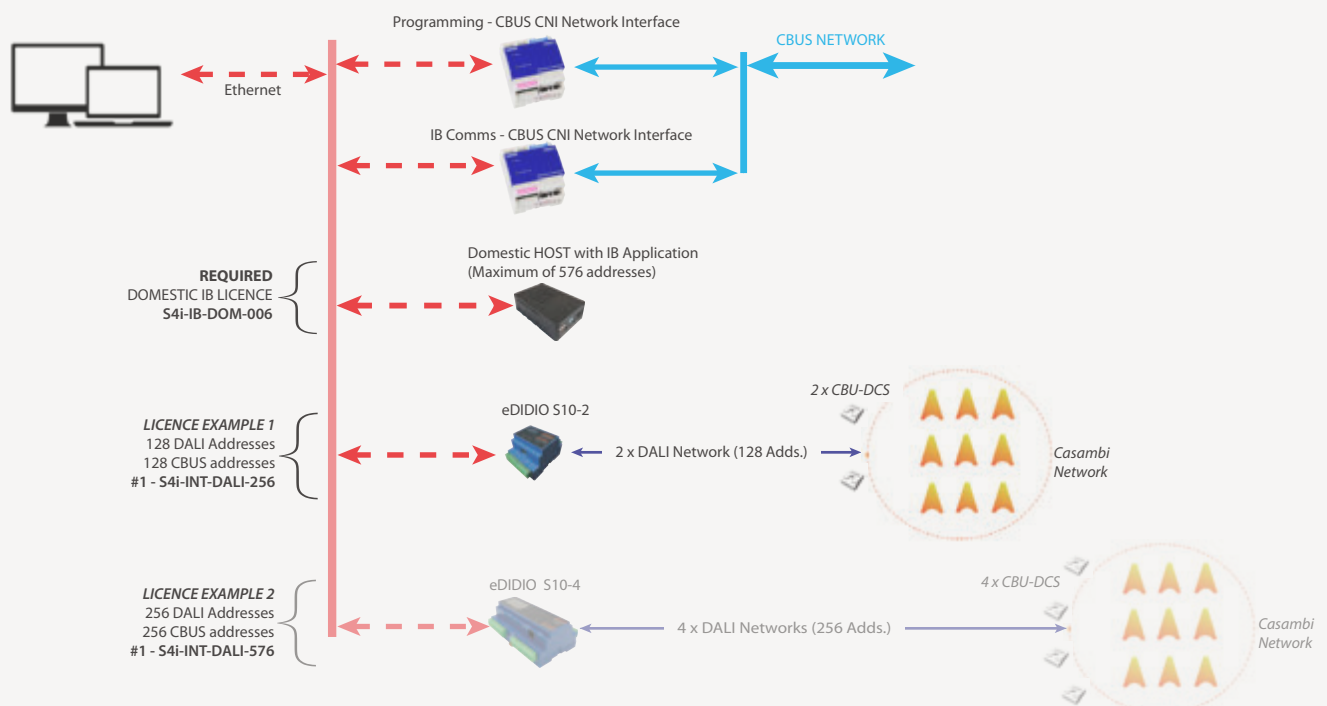 Programming - CBUS CNI Network Interface
CBUS NETWORK
Ethernet
IB Comms - CBUS CNI Network Interface
Domestic HOST with IB Application
(Maximum of 576 addresses)
REQUIRED
DOMESTIC IB LICENCE
S4i-IB-DOM-006
2 x CBU-DCS
eDIDIO S10-2
LICENCE EXAMPLE 1
128 DALI Addresses
128 CBUS addresses
#1 - S4i-INT-DALI-256
2 x DALI Network (128 Adds.)
Casambi
Network
eDIDIO S10-4
4 x CBU-DCS
LICENCE EXAMPLE 2
256 DALI Addresses
256 CBUS addresses
#1 - S4i-INT-DALI-576
4 x DALI Networks (256 Adds.)
Casambi
Network